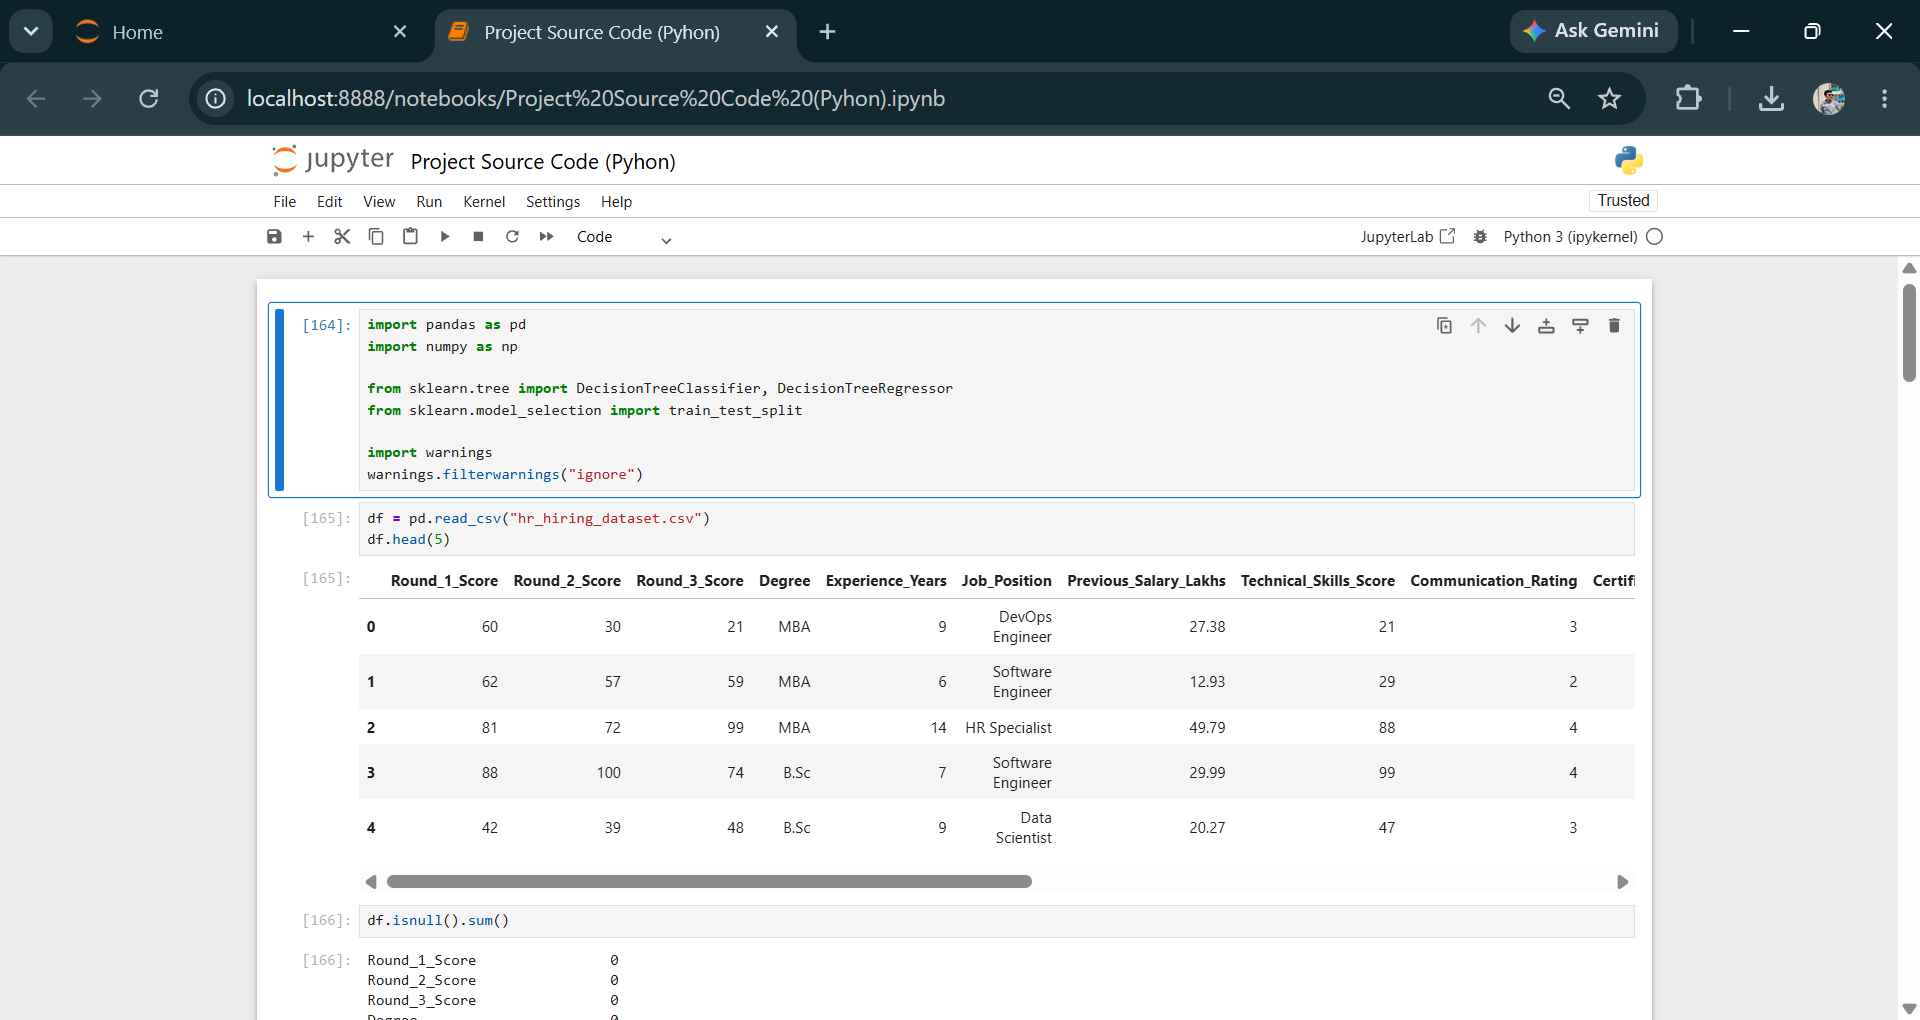 Home
Project Source Code (Pyhon)
Ask Gemini
localhost:8888/notebooks/Project%20Source%20Code%20(Pyhon).ipynb
jupyter Project Source Code (Pyhon)
File Edit View Run Kernel Settings Help
Trusted
Code
JupyterLab
Python 3 (ipykernel)
[164]:
import pandas as pd
import numpy as np
from sklearn.tree import DecisionTreeClassifier, DecisionTreeRegressor
from sklearn.model_selection import train_test_split
import warnings
warnings.filterwarnings("ignore")
[165]:
df = pd.read_csv("hr_hiring_dataset.csv")
df.head(5)
[165]:
Round_1_Score Round_2_Score Round_3_Score Degree Experience_Years Job_Position Previous_Salary_Lakhs Technical_Skills_Score Communication_Rating Certifi
0 60 30 21 MBA 9 DevOps Engineer 27.38 21 3
1 62 57 59 MBA 6 Software Engineer 12.93 29 2
2 81 72 99 MBA 14 HR Specialist 49.79 88 4
3 88 100 74 B.Sc 7 Software Engineer 29.99 99 4
4 42 39 48 B.Sc 9 Data Scientist 20.27 47 3
[166]:
df.isnull().sum()
[166]:
Round_1_Score 0
Round_2_Score 0
Round_3_Score 0
Degree 0